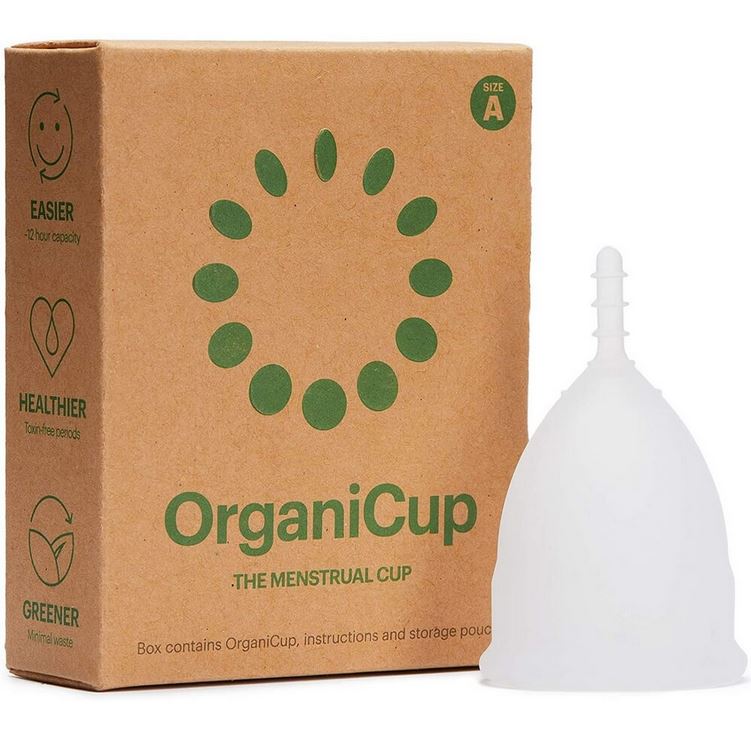 SIZE
A
EASIER
-12 hour capacity
HEALTHIER
Toxin-free periods
GREENER
Minimal waste
OrganiCup
THE MENSTRUAL CUP
Box contains OrganiCup, instructions and storage pouc